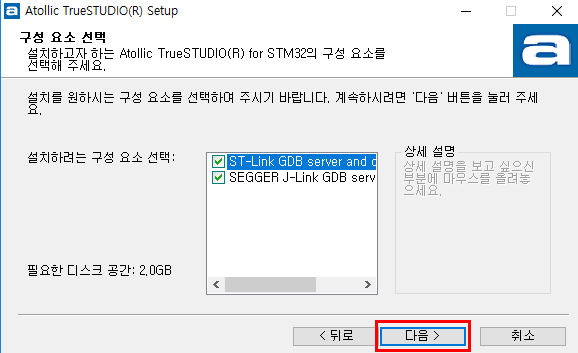 a Atollic TrueSTUDIO(R) Setup
구성 요소 선택
설치하고자 하는 Atollic TrueSTUDIO(R) for STM32의 구성 요소를
선택해 주세요.
a
설치를 원하시는 구성 요소를 선택하여 주시기 바랍니다. 계속하시려면 '다음' 버튼을 눌러 주세
요.
설치하려는 구성 요소 선택:
ST-Link GDB server and
SEGGER J-Link GDB serv
상세 설명
상세 설명을 보고 싶으신
부분에 마우스를 올려놓
으세요.
필요한 디스크 공간: 2.0GB
< 뒤로
다음 >
취소